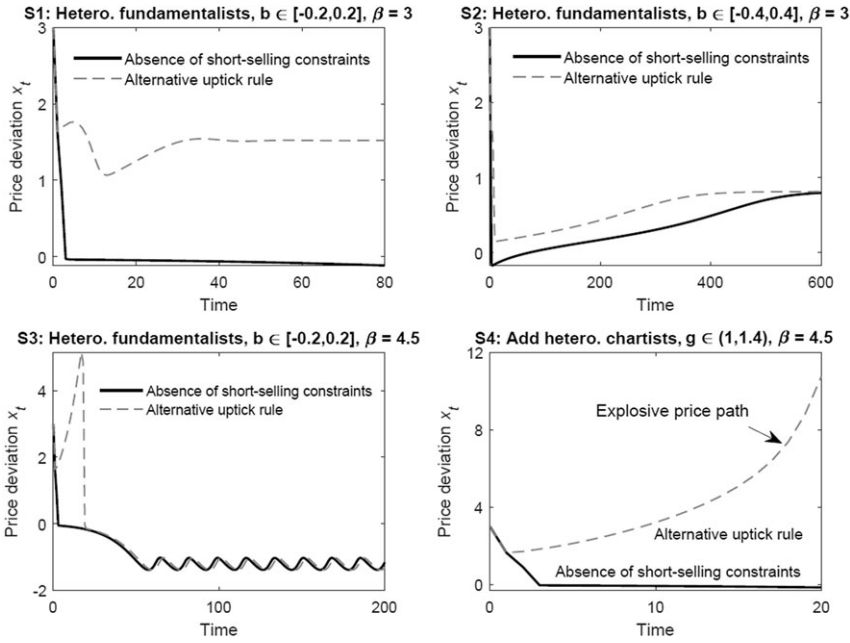 S1: Hetero. fundamentalists, b ∈ [-0.2,0.2], β = 3
3
2
1
0
Price deviation xₜ
Absence of short-selling constraints
Alternative uptick rule
0
20
40
60
80
Time
S2: Hetero. fundamentalists, b ∈ [-0.4,0.4], β = 3
3
2
1
0
Price deviation xₜ
Absence of short-selling constraints
Alternative uptick rule
0
200
400
600
Time
S3: Hetero. fundamentalists, b ∈ [-0.2,0.2], β = 4.5
4
2
0
-2
Price deviation xₜ
Absence of short-selling constraints
Alternative uptick rule
0
100
200
Time
S4: Add hetero. chartists, g ∈ (1,1.4), β = 4.5
12
8
4
0
Price deviation xₜ
Explosive price path
Alternative uptick rule
Absence of short-selling constraints
0
10
20
Time